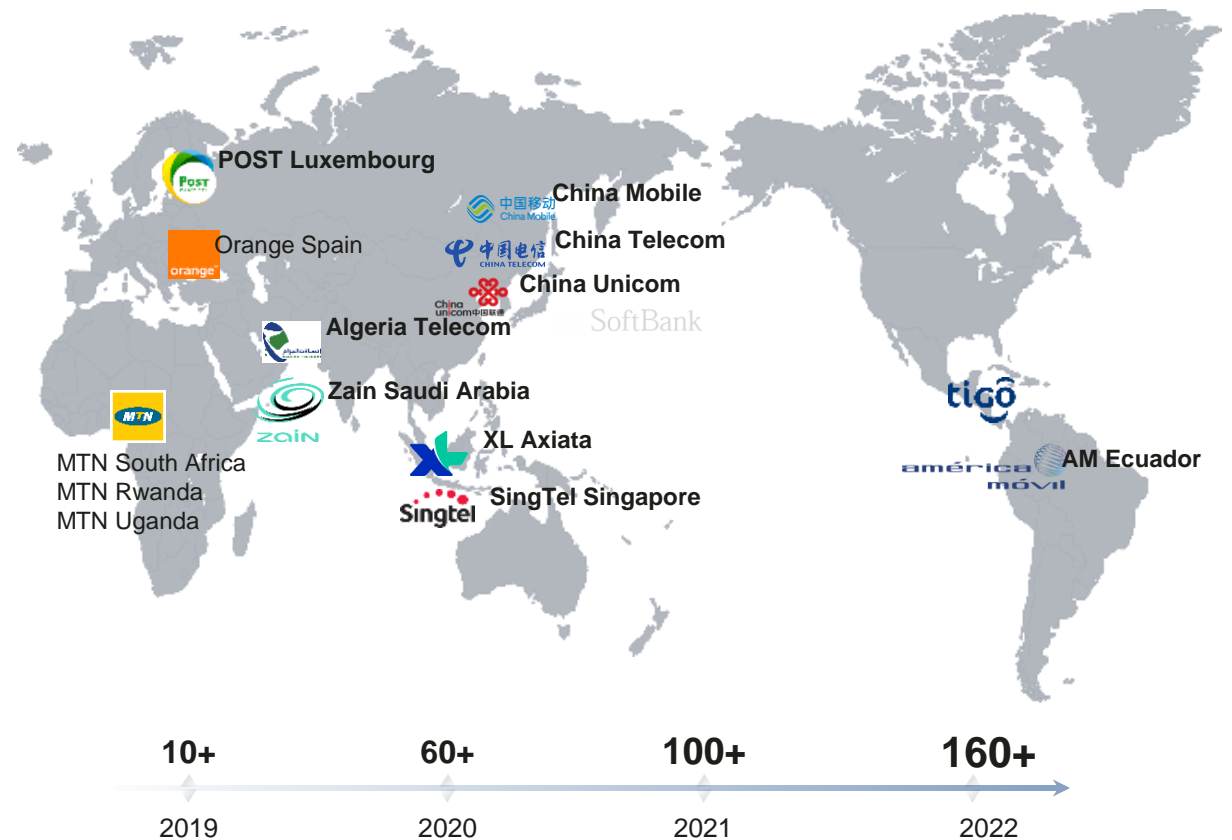 POST Luxembourg
POST
中国移动
China Mobile
China Mobile
orange™
Orange Spain
中国电信
CHINA TELECOM
China Telecom
China Unicom
China
unicom中国联通
SoftBank
Algeria Telecom
Zain Saudi Arabia
ZAIN
MTN
tigô
XL Axiata
XL
MTN South Africa
MTN Rwanda
MTN Uganda
américa
móvil
AM Ecuador
SingTel Singapore
Singtel
10+
60+
100+
160+
2019
2020
2021
2022